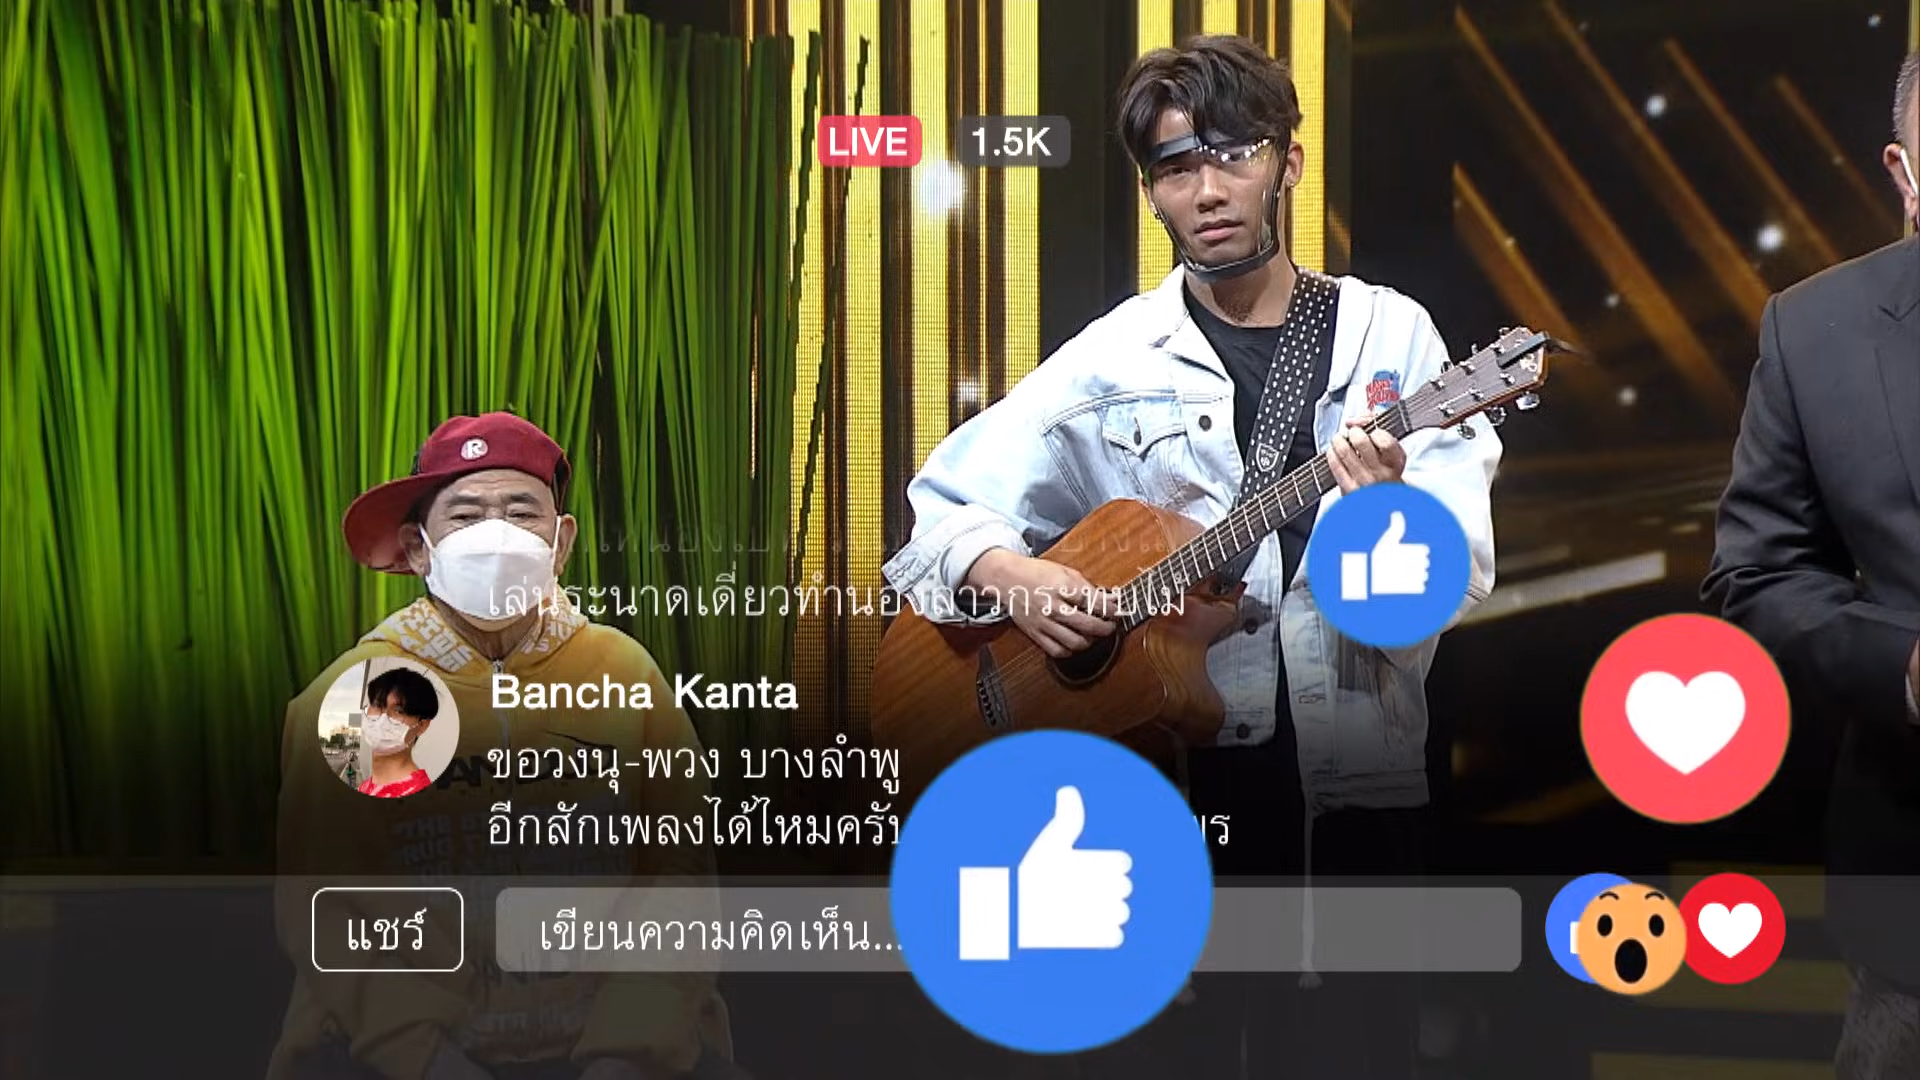 LIVE 1.5K
เล่นระนาดเดี่ยวทำนองลาวกระทบไม้
Bancha Kanta
ขอวงนุ-พวง บางลำพู
อีกสักเพลงได้ไหมครับ
แชร์
เขียนความคิดเห็น...